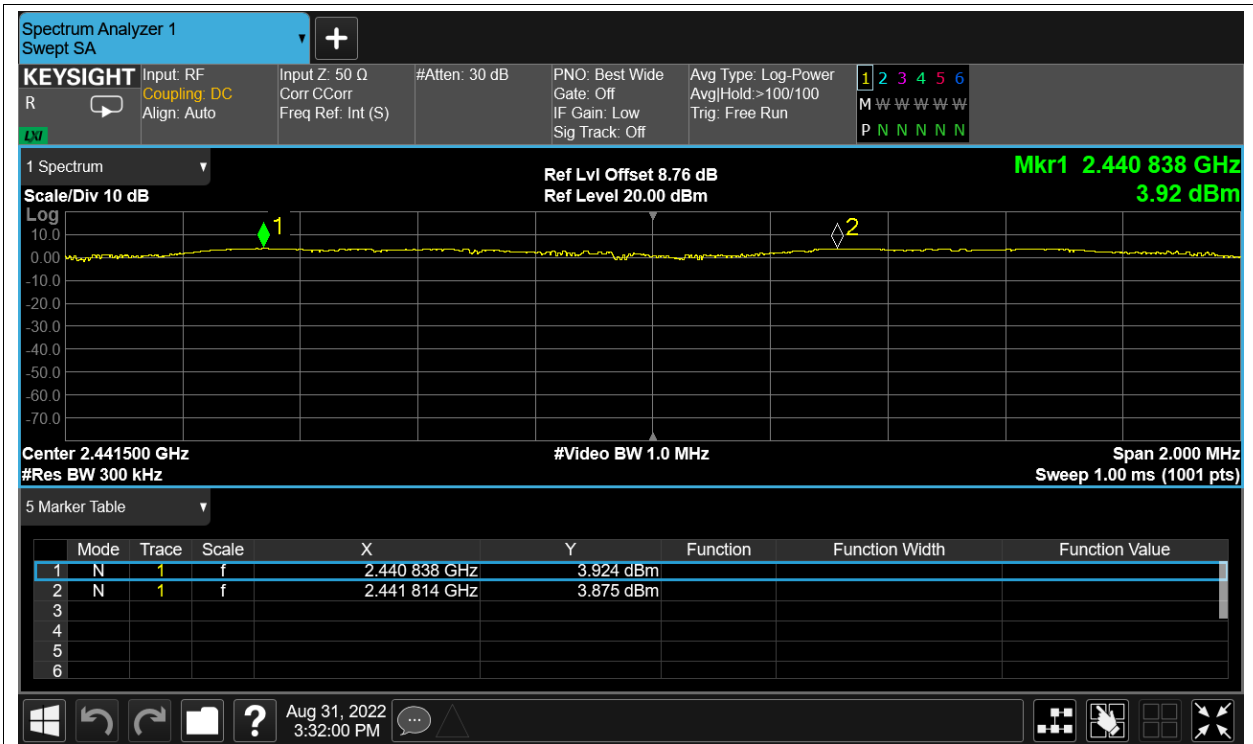 Spectrum Analyzer 1
Swept SA
KEYSIGHT
R
LXI
Input: RF
Coupling: DC
Align: Auto
Input Z: 50 Ω
Corr CCorr
Freq Ref: Int (S)
#Atten: 30 dB
PNO: Best Wide
Gate: Off
IF Gain: Low
Sig Track: Off
Avg Type: Log-Power
Avg|Hold:>100/100
Trig: Free Run
1 2 3 4 5 6
M W W W W W
P N N N N N
1 Spectrum
Scale/Div 10 dB
Ref Lvl Offset 8.76 dB
Ref Level 20.00 dBm
Mkr1 2.440 838 GHz
3.92 dBm
Log
1
2
10.0
0.00
-10.0
-20.0
-30.0
-40.0
-50.0
-60.0
-70.0
Center 2.441500 GHz
#Video BW 1.0 MHz
Span 2.000 MHz
#Res BW 300 kHz
Sweep 1.00 ms (1001 pts)
5 Marker Table
Mode Trace Scale X Y Function Function Width Function Value
1 N 1 f 2.440 838 GHz 3.924 dBm
2 N 1 f 2.441 814 GHz 3.875 dBm
3
4
5
6
?
Aug 31, 2022
3:32:00 PM